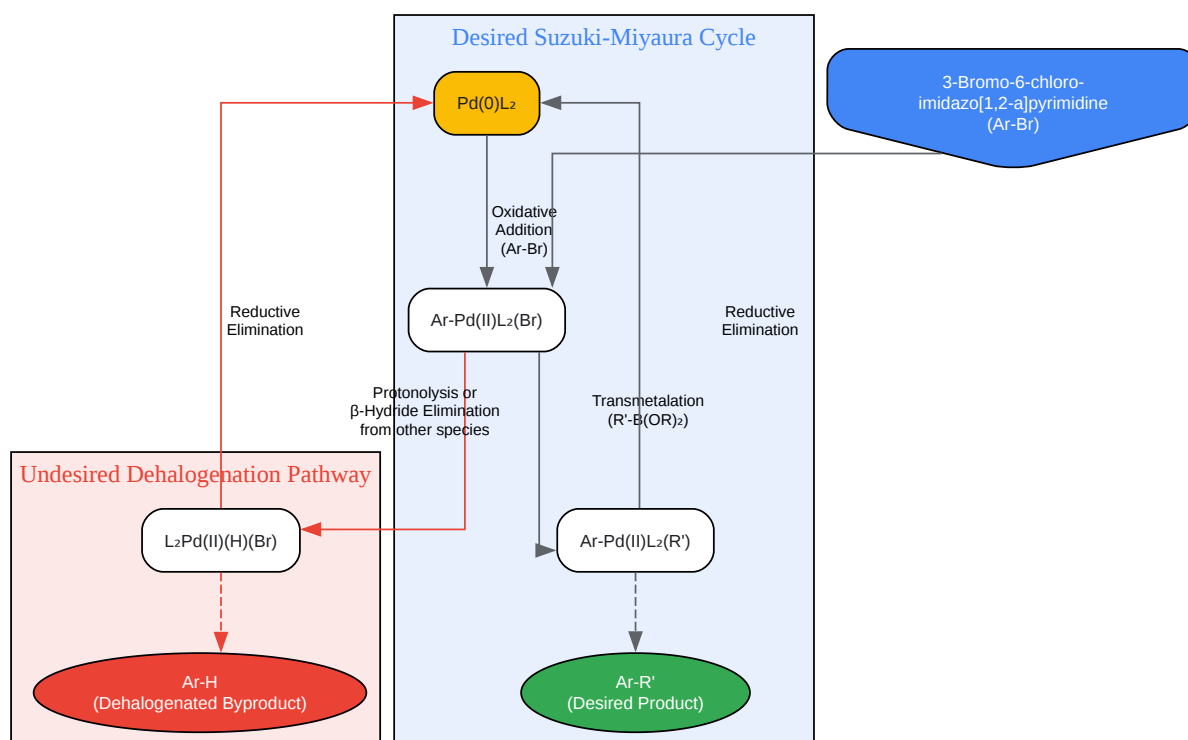 Desired Suzuki-Miyaura Cycle
Pd(0)L₂
3-Bromo-6-chloro-
imidazo[1,2-a]pyrimidine
(Ar-Br)
Oxidative
Addition
(Ar-Br)
Ar-Pd(II)L₂(Br)
Reductive
Elimination
Reductive
Elimination
Protonolysis or
β-Hydride Elimination
from other species
Transmetalation
(R'-B(OR)₂)
Undesired Dehalogenation Pathway
L₂Pd(II)(H)(Br)
Ar-Pd(II)L₂(R')
Ar-H
(Dehalogenated Byproduct)
Ar-R'
(Desired Product)